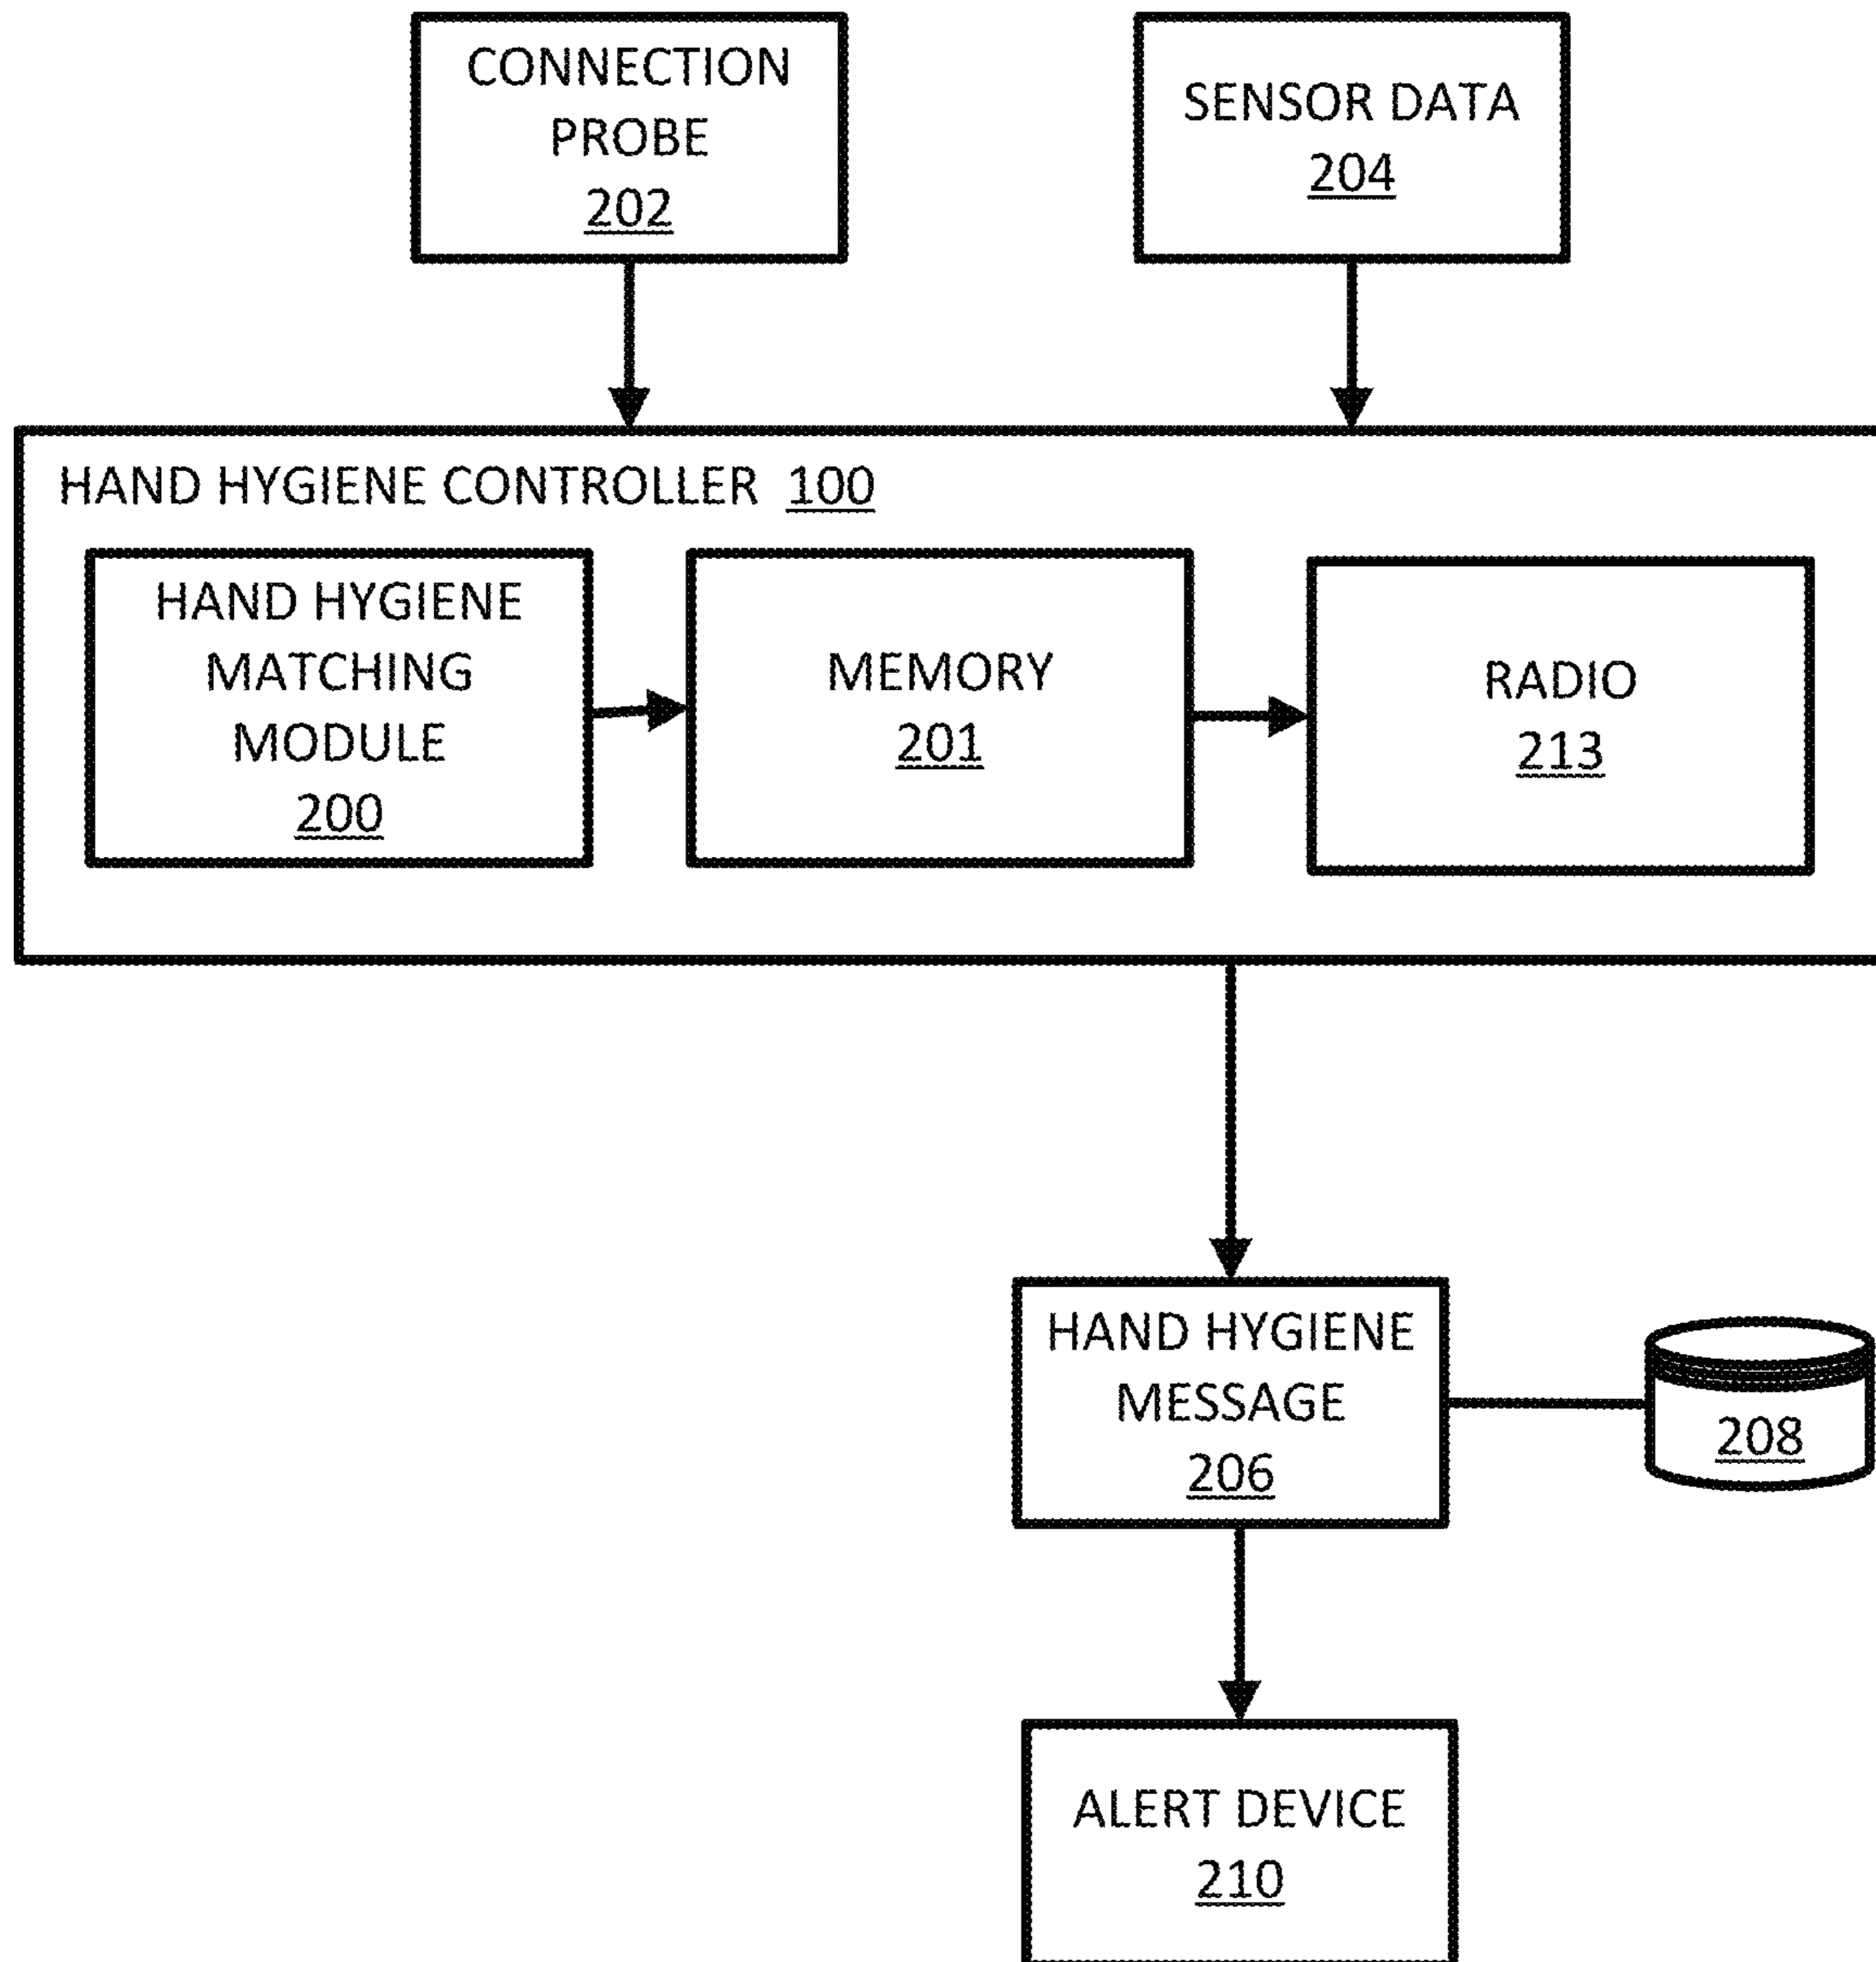 CONNECTION
PROBE
202
SENSOR DATA
204
HAND HYGIENE CONTROLLER 100
HAND HYGIENE
MATCHING
MODULE
200
MEMORY
201
RADIO
213
HAND HYGIENE
MESSAGE
206
208
ALERT DEVICE
210